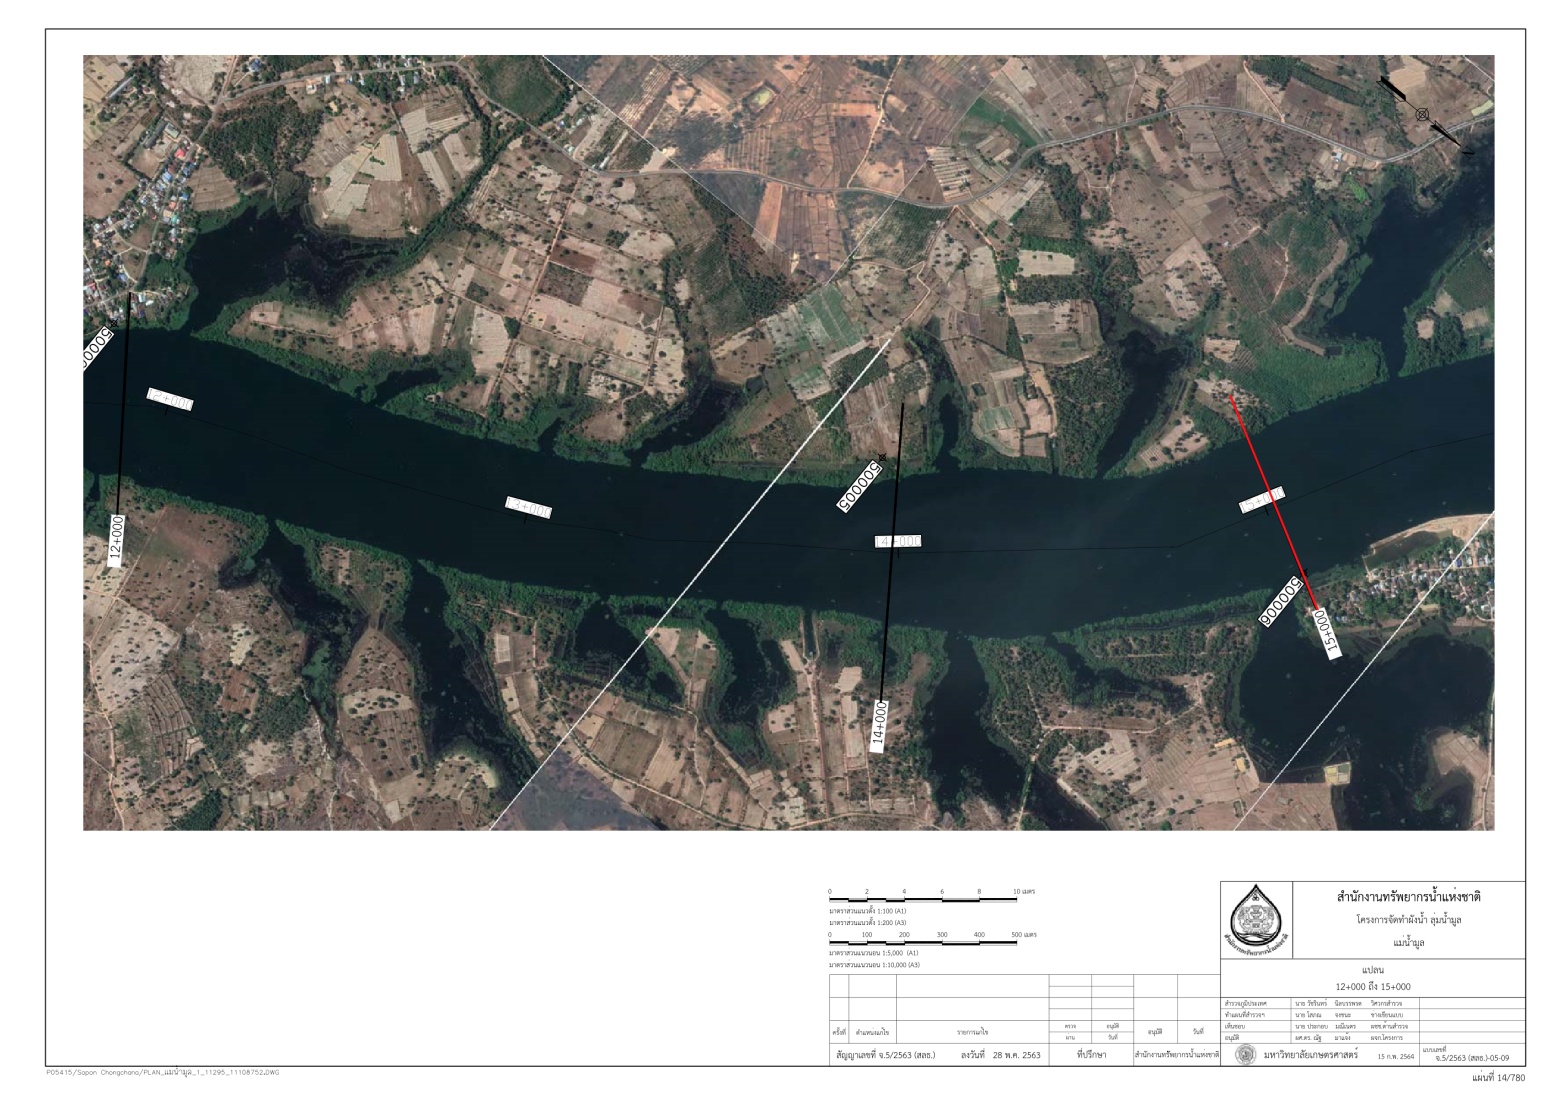 12+000
13+000
14+000
15+000
500005
500006
12+000
14+000
15+000
0 2 4 6 8 10 เมตร
มาตราส่วนแนวตั้ง 1:100 (A1)
มาตราส่วนแนวตั้ง 1:200 (A3)
0 100 200 300 400 500 เมตร
มาตราส่วนแนวนอน 1:5,000 (A1)
มาตราส่วนแนวนอน 1:10,000 (A3)
ครั้งที่ ตำแหน่งแก้ไข รายการแก้ไข ตรวจ อนุมัติ อนุมัติ วันที่
งาน วันที่
สัญญาเลขที่ จ.5/2563 (สลธ.) ลงวันที่ 28 พ.ค. 2563 ที่ปรึกษา สำนักงานทรัพยากรน้ำแห่งชาติ
สำนักงานทรัพยากรน้ำแห่งชาติ
โครงการจัดทำผังน้ำ ลุ่มน้ำมูล
แม่น้ำมูล
แปลน
12+000 ถึง 15+000
สำรวจภูมิประเทศ นาย วัชรินทร์ นิลบรรพต วิศวกรสำรวจ
ทำแผนที่สำรวจฯ นาย โสภณ จงชนะ ช่างเขียนแบบ
เห็นชอบ นาย ประกอบ มณีเนตร ผชช.ด้านสำรวจ
อนุมัติ ผศ.ดร. ณัฐ มาแจ้ง ผจก.โครงการ
มหาวิทยาลัยเกษตรศาสตร์ 15 ก.พ. 2564 แบบเลขที่ จ.5/2563 (สลธ.)-05-09
P05415/Sopon Chongchana/PLAN_แม่น้ำมูล_1_11295_11108752.DWG
แผ่นที่ 14/780